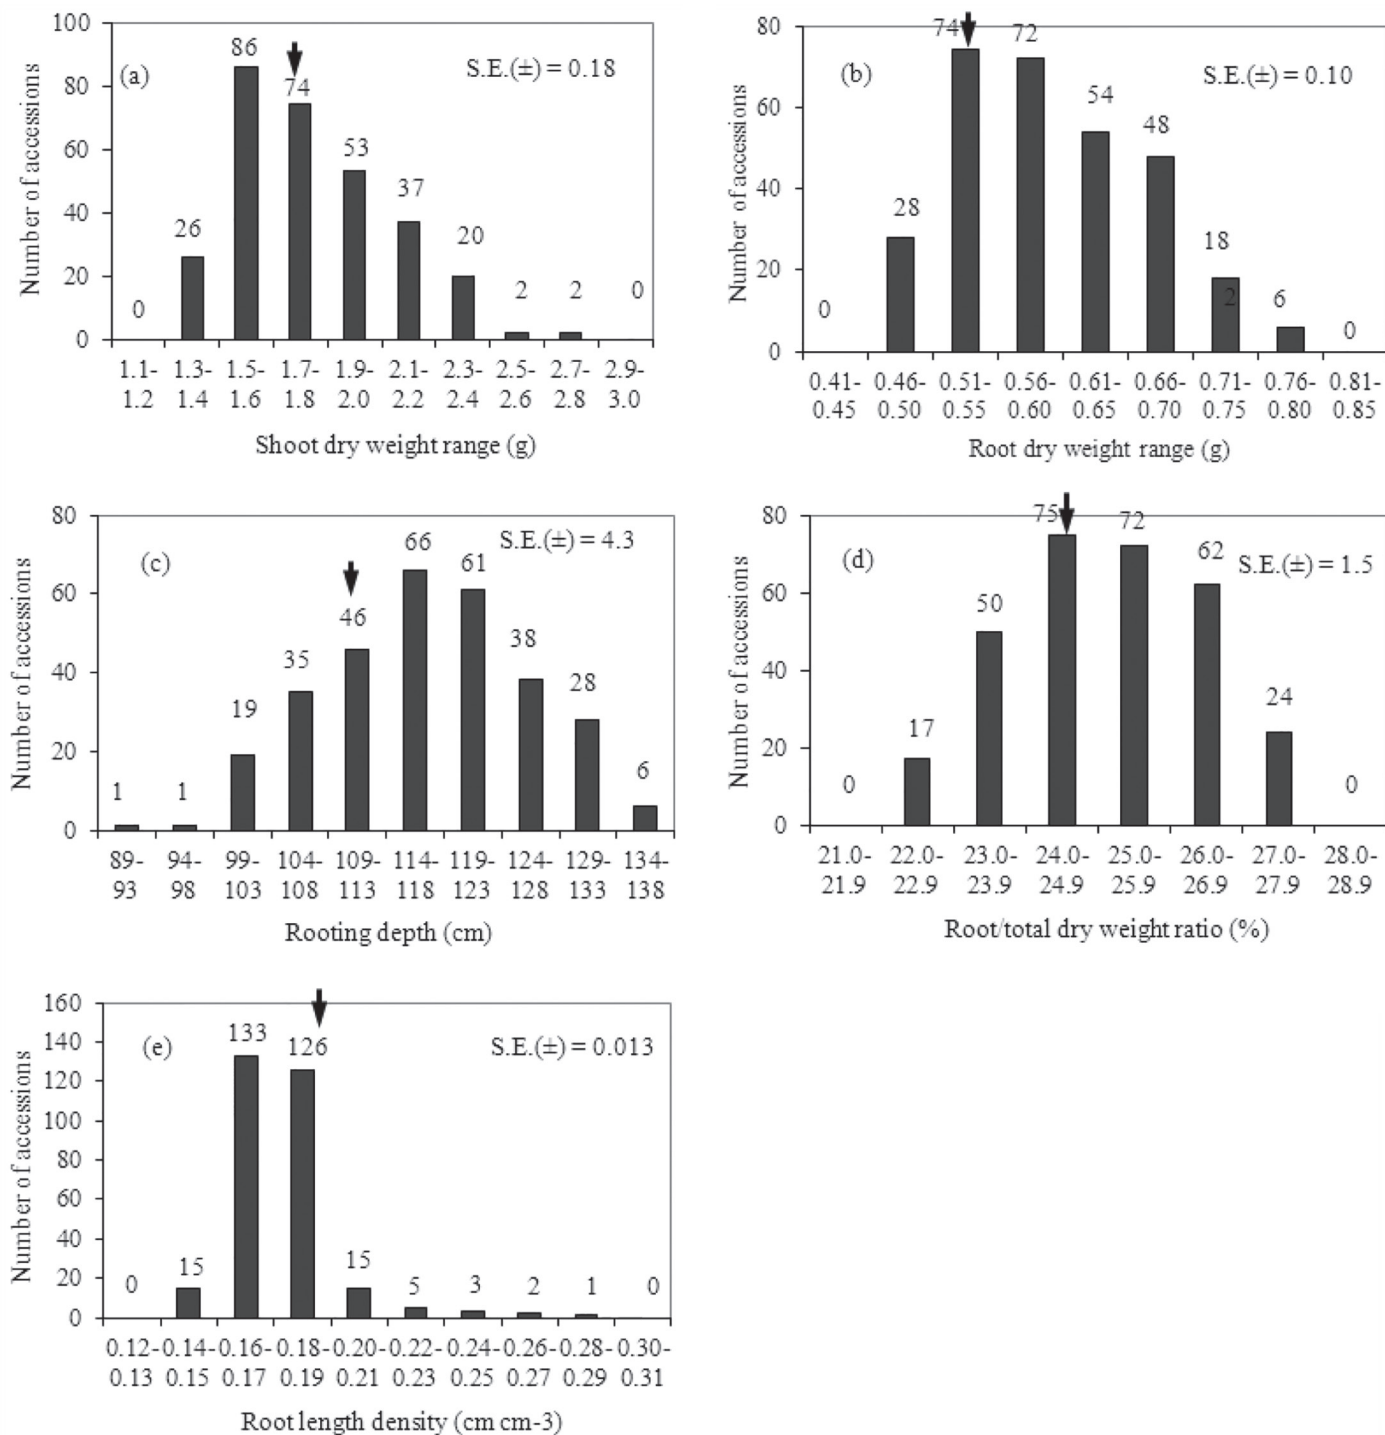 (a)
S.E.(±) = 0.18
Number of accessions
100
80
60
40
20
0
0
26
86
74
53
37
20
2
2
0
1.1- 1.3- 1.5- 1.7- 1.9- 2.1- 2.3- 2.5- 2.7- 2.9-
1.2 1.4 1.6 1.8 2.0 2.2 2.4 2.6 2.8 3.0
Shoot dry weight range (g)
(b)
S.E.(±) = 0.10
Number of accessions
80
60
40
20
0
0
28
74
72
54
48
18
2
6
0
0.41- 0.46- 0.51- 0.56- 0.61- 0.66- 0.71- 0.76- 0.81-
0.45 0.50 0.55 0.60 0.65 0.70 0.75 0.80 0.85
Root dry weight range (g)
(c)
S.E.(±) = 4.3
Number of accessions
80
60
40
20
0
1
1
19
35
46
66
61
38
28
6
89- 94- 99- 104- 109- 114- 119- 124- 129- 134-
93 98 103 108 113 118 123 128 133 138
Rooting depth (cm)
(d)
S.E.(±) = 1.5
Number of accessions
80
60
40
20
0
0
17
50
75
72
62
24
0
21.0- 22.0- 23.0- 24.0- 25.0- 26.0- 27.0- 28.0-
21.9 22.9 23.9 24.9 25.9 26.9 27.9 28.9
Root/total dry weight ratio (%)
(e)
S.E.(±) = 0.013
Number of accessions
160
140
120
100
80
60
40
20
0
0
15
133
126
15
5
3
2
1
0
0.12- 0.14- 0.16- 0.18- 0.20- 0.22- 0.24- 0.26- 0.28- 0.30-
0.13 0.15 0.17 0.19 0.21 0.23 0.25 0.27 0.29 0.31
Root length density (cm cm-3)